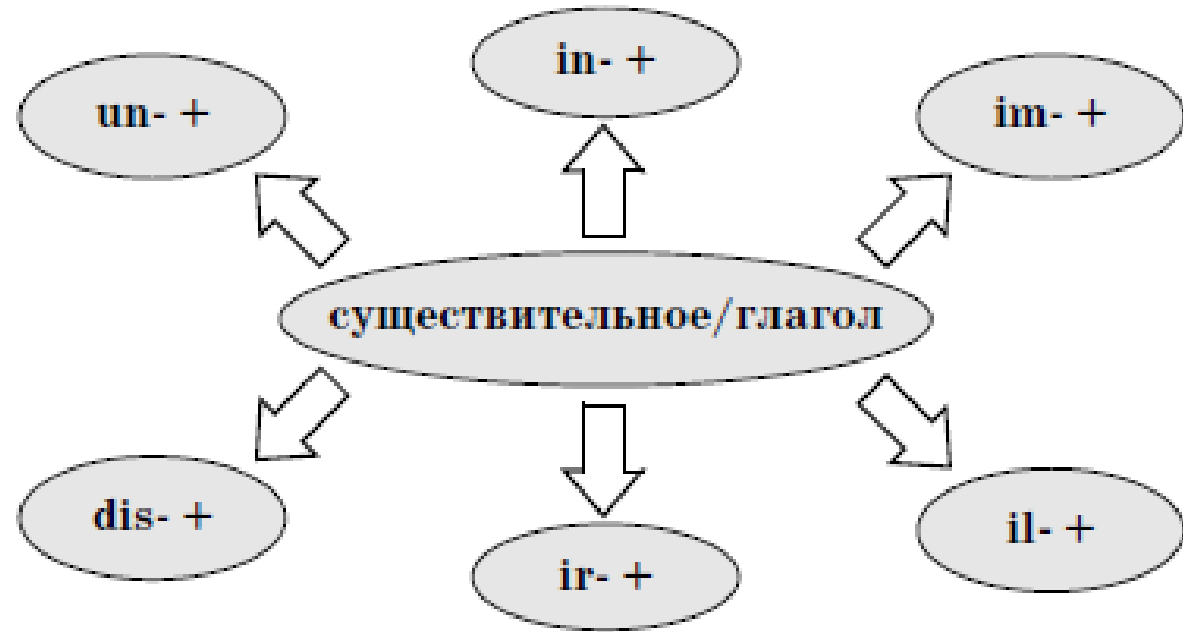 un- +
in- +
im- +
существительное/глагол
dis- +
ir- +
il- +